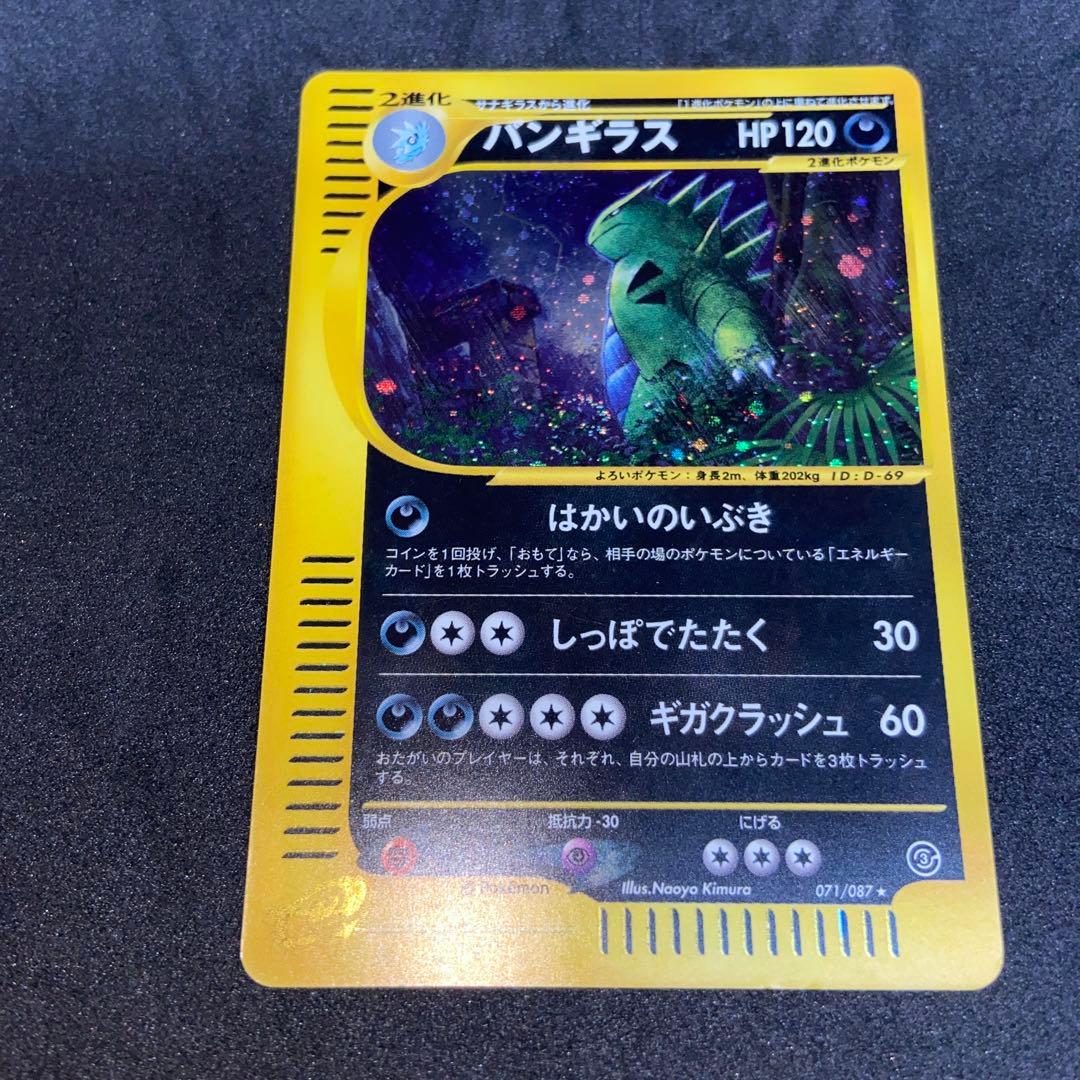 2進化
サナギラスから進化
「1進化ポケモン」の上に重ねて進化させます
バンギラス HP120
2進化ポケモン
よろいポケモン：身長2m、体重202kg ID:D-69
はかいのいぶき
コインを1回投げ、「おもて」なら、相手の場のポケモンについている「エネルギー
カード」を1枚トラッシュする。
しっぽでたたく 30
ギガクラッシュ 60
おたがいのプレイヤーは、それぞれ、自分の山札の上からカードを3枚トラッシュ
する。
弱点 抵抗力-30 にげる
3
© Pokémon Illus.Naoyo Kimura 071/087★